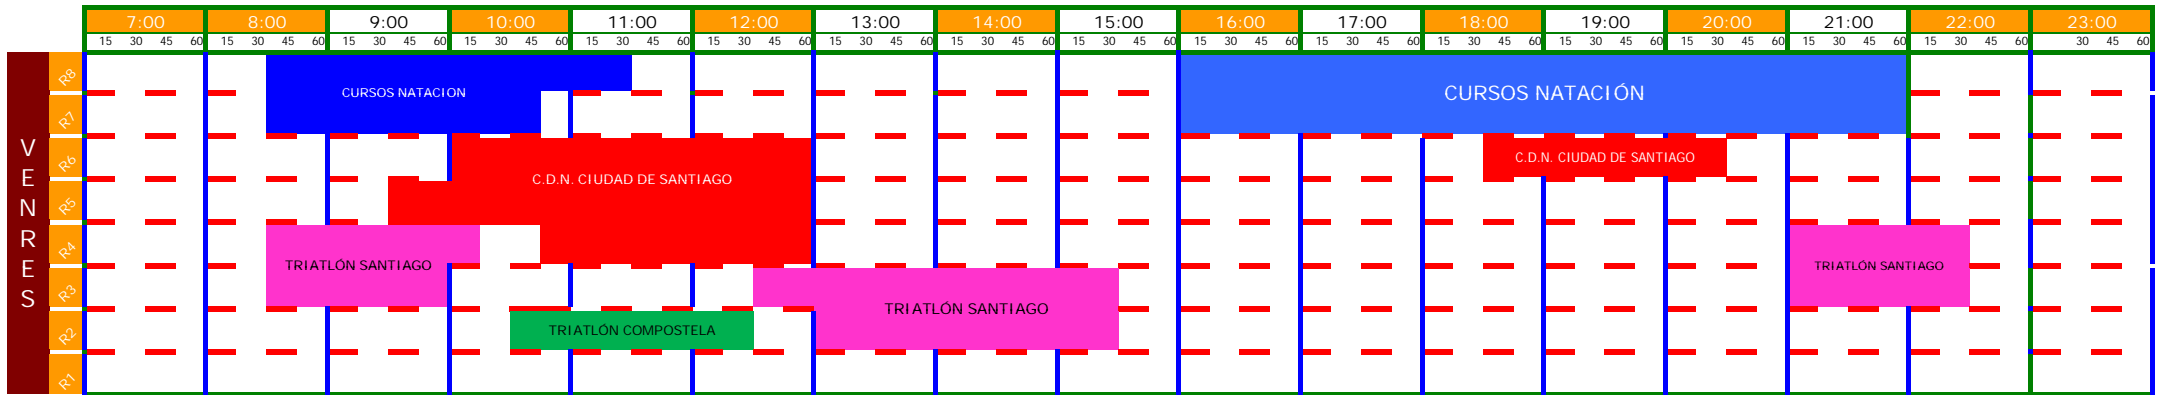 7:00 8:00 9:00 10:00 11:00 12:00 13:00 14:00 15:00 16:00 17:00 18:00 19:00 20:00 21:00 22:00 23:00
15 30 45 60 15 30 45 60 15 30 45 60 15 30 45 60 15 30 45 60 15 30 45 60 15 30 45 60 15 30 45 60 15 30 45 60 15 30 45 60 15 30 45 60 15 30 45 60 15 30 45 60 15 30 45 60 15 30 45 60 15 30 45 60 30 45 60
VENRES
R8
CURSOS NATACION
CURSOS NATACIÓN
R7
R6
C.D.N. CIUDAD DE SANTIAGO
C.D.N. CIUDAD DE SANTIAGO
R5
R4
TRIATLÓN SANTIAGO
TRIATLÓN SANTIAGO
R3
TRIATLÓN SANTIAGO
R2
TRIATLÓN COMPOSTELA
R1